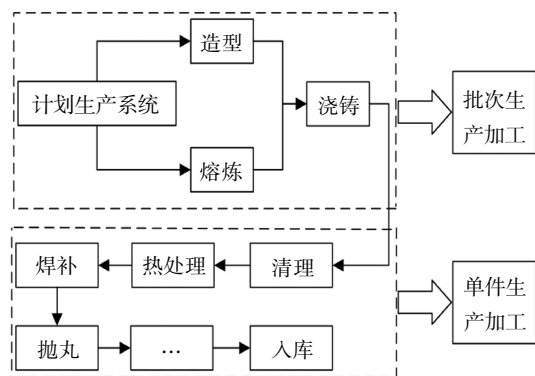 造型
计划生产系统
浇铸
批次生
产加工
熔炼
焊补
热处理
清理
单件生
产加工
抛丸
…
入库